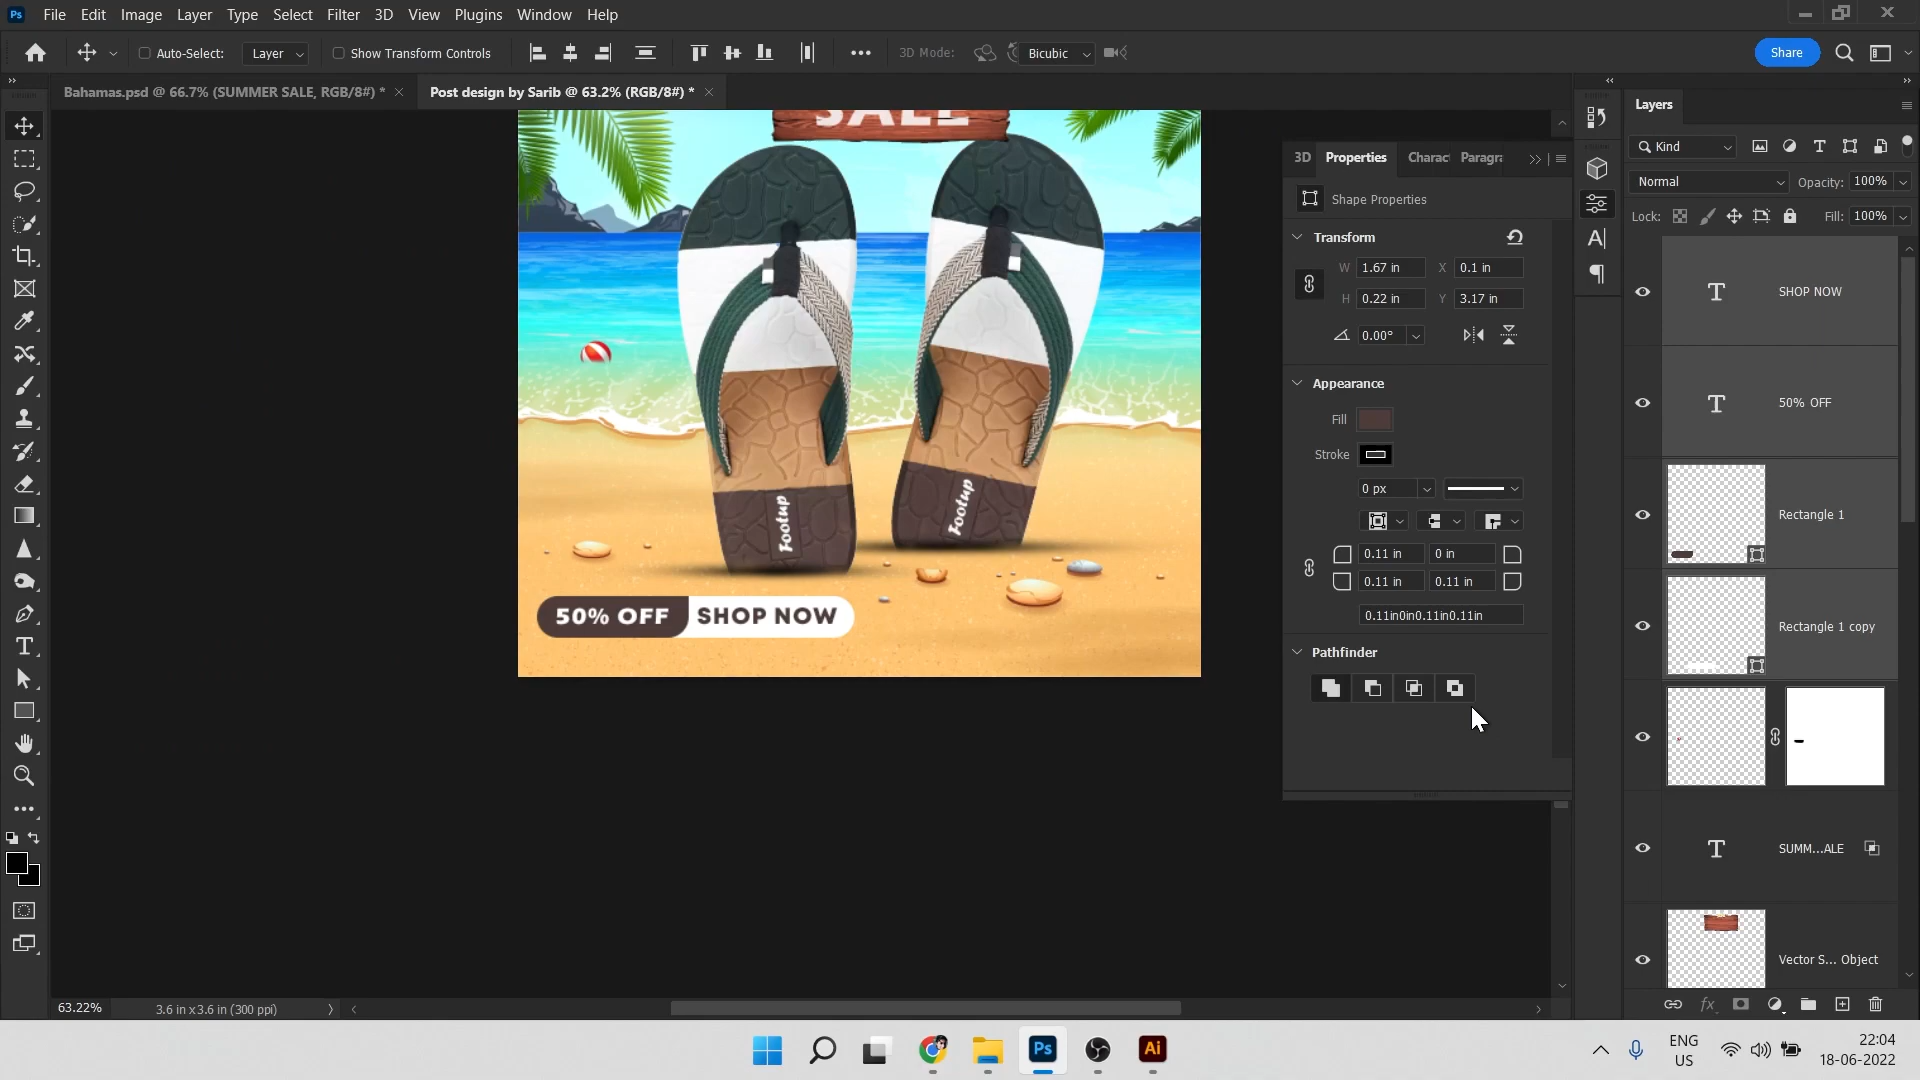 Ps File Edit Image Layer Type Select Filter 3D View Plugins Window Help
Auto-Select: Layer Show Transform Controls 3D Mode: Bicubic Share
Bahamas.psd @ 66.7% (SUMMER SALE, RGB/8#) *
Post design by Sarib @ 63.2% (RGB/8#) *
SALE
Footup
Footup
50% OFF SHOP NOW
3D Properties Charac Paragra
Shape Properties
Transform
W 1.67 in X 0.1 in
H 0.22 in Y 3.17 in
0.00°
Appearance
Fill
Stroke
0 px
0.11 in 0 in
0.11 in 0.11 in
0.11in0in0.11in0.11in
Pathfinder
A
Layers
Kind
Normal Opacity: 100%
Lock: Fill: 100%
T SHOP NOW
T 50% OFF
Rectangle 1
Rectangle 1 copy
T SUMM...ALE
Vector S... Object
fx
63.22% 3.6 in x 3.6 in (300 ppi)
Ps Ai
ENG
US
22:04
18-06-2022